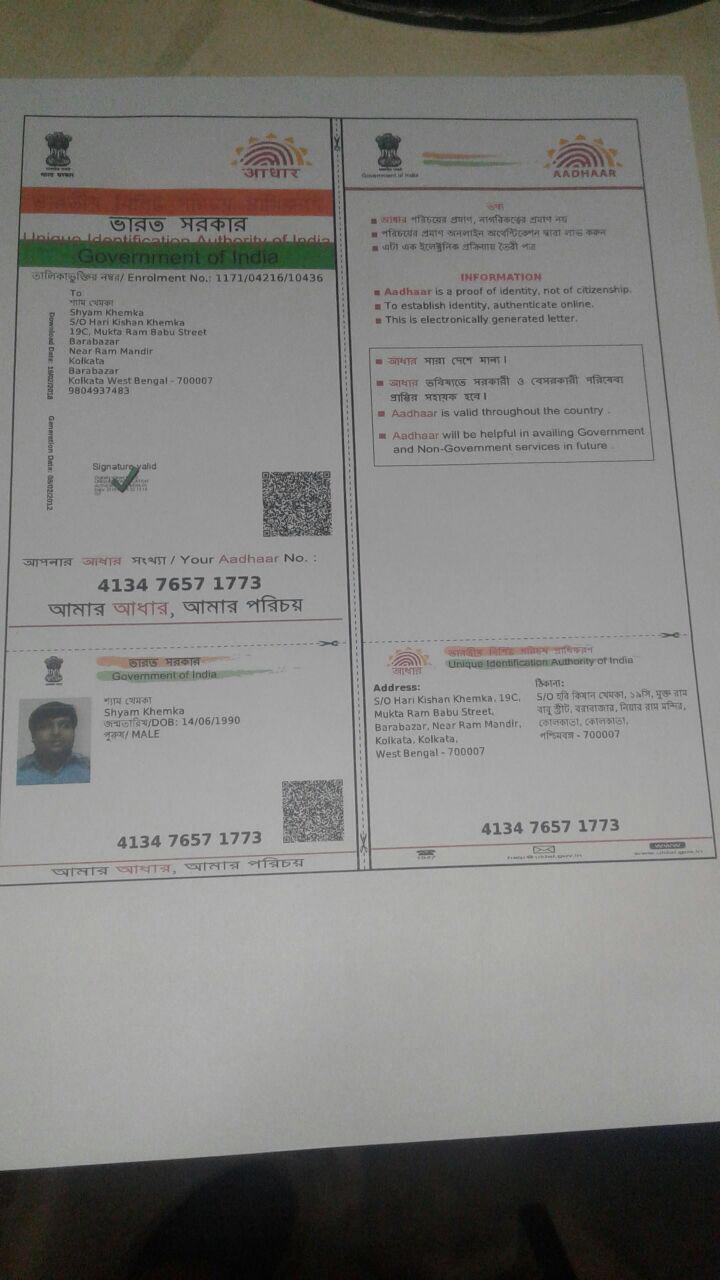 ভারত সরকার
Unique Identification Authority of India
Government of India
তালিকাভুক্তির নম্বর/ Enrolment No.: 1171/04216/10436
To
শ্যাম খেমকা
Shyam Khemka
S/O Hari Kishan Khemka
19C, Mukta Ram Babu Street
Barabazar
Near Ram Mandir
Kolkata
Barabazar
Kolkata West Bengal - 700007
9804937483
Signature valid
আপনার আধার সংখ্যা / Your Aadhaar No. :
4134 7657 1773
আমার আধার, আমার পরিচয়
ভারত সরকার
Government of India
শ্যাম খেমকা
Shyam Khemka
জন্মতারিখ/DOB: 14/06/1990
পুরুষ/ MALE
4134 7657 1773
আমার আধার, আমার পরিচয়
Government of India
AADHAAR
তথ্য
আধার পরিচয়ের প্রমাণ, নাগরিকত্বের প্রমাণ নয়
পরিচয়ের প্রমাণ অনলাইন অথেন্টিকেশন দ্বারা লাভ করুন
এটা এক ইলেক্ট্রনিক প্রক্রিয়ায় তৈরী পত্র
INFORMATION
Aadhaar is a proof of identity, not of citizenship.
To establish identity, authenticate online.
This is electronically generated letter.
আধার সারা দেশে মান্য।
আধার ভবিষ্যতে সরকারী ও বেসরকারী পরিষেবা
প্রাপ্তির সহায়ক হবে।
Aadhaar is valid throughout the country .
Aadhaar will be helpful in availing Government
and Non-Government services in future .
ভারতীয় বিশিষ্ট পরিচয় প্রাধিকরণ
Unique Identification Authority of India
Address:
S/O Hari Kishan Khemka, 19C,
Mukta Ram Babu Street,
Barabazar, Near Ram Mandir,
Kolkata, Kolkata,
West Bengal - 700007
ঠিকানা:
S/O হরি কিষান খেমকা, ১৯সি, মুক্ত রাম
বাবু স্ট্রীট, বরাবাজার, নিয়ার রাম মন্দির,
কোলকাতা, কোলকাতা,
পশ্চিমবঙ্গ - 700007
4134 7657 1773
1947
help@uidai.gov.in
www
www.uidai.gov.in
Download Date: 19/02/2018
Generation Date: 08/02/2012
आधार